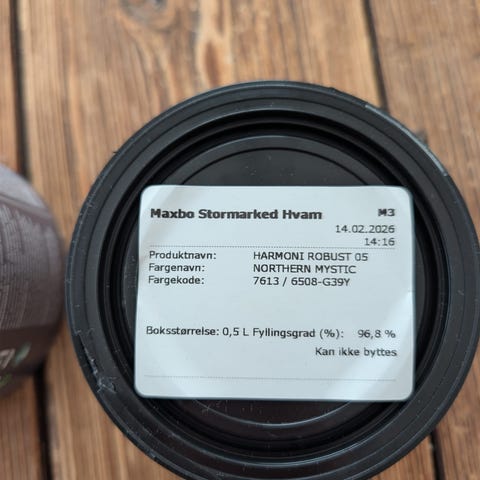 Maxbo Stormarked Hvam M3
14.02.2026
14:16
Produktnavn: HARMONI ROBUST 05
Fargenavn: NORTHERN MYSTIC
Fargekode: 7613 / 6508-G39Y
Boksstørrelse: 0,5 L Fyllingsgrad (%): 96,8 %
Kan ikke byttes